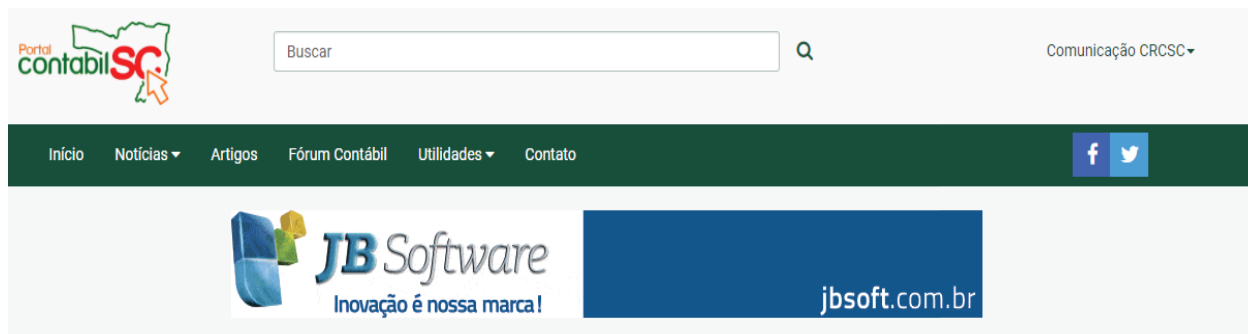 Portal
contabilSC
Buscar
Comunicação CRCSC
Início Notícias Artigos Fórum Contábil Utilidades Contato
f
JB Software
Inovação é nossa marca!
jbsoft.com.br